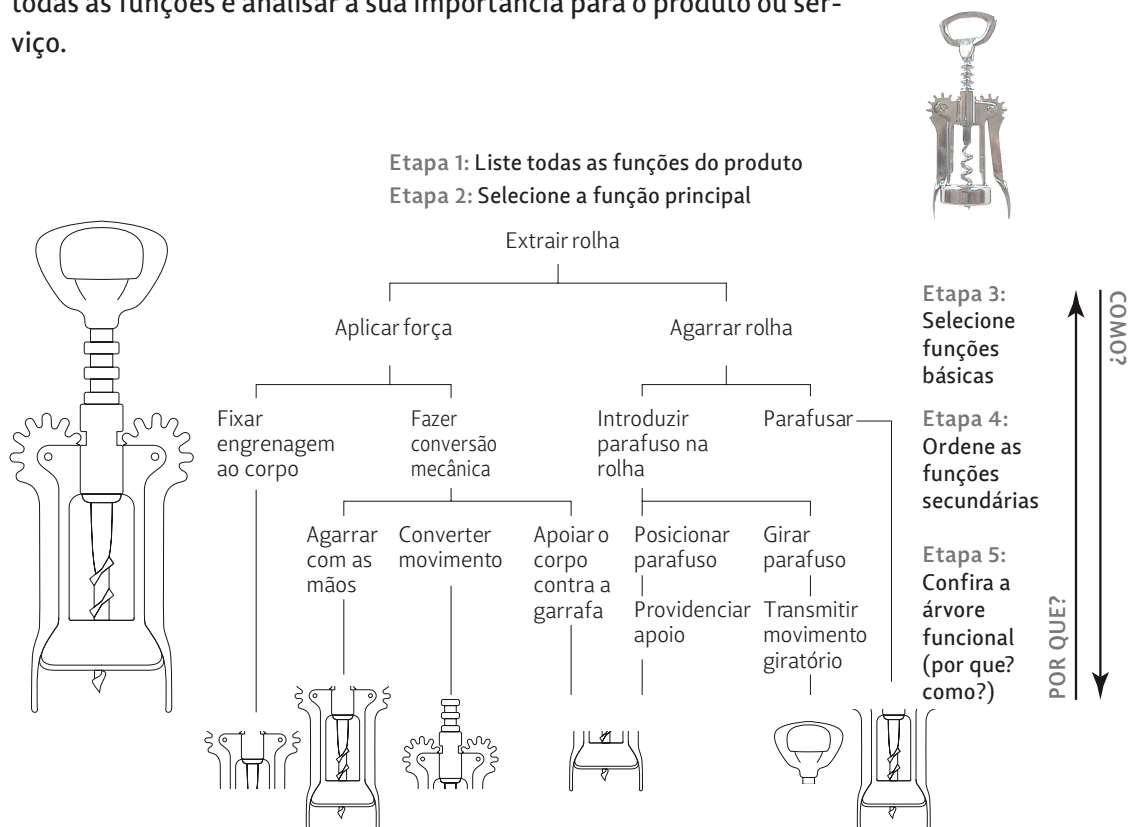 todas as funções e analisar a sua importância para o produto ou ser-
viço.
Etapa 1: Liste todas as funções do produto
Etapa 2: Selecione a função principal
Extrair rolha
Aplicar força
Agarrar rolha
Fixar
engrenagem
ao corpo
Fazer
conversão
mecânica
Introduzir
parafuso na
rolha
Parafusar
Agarrar
com as
mãos
Converter
movimento
Apoiar o
corpo
contra a
garrafa
Posicionar
parafuso
Providenciar
apoio
Girar
parafuso
Transmitir
movimento
giratório
Etapa 3:
Selecione
funções
básicas
Etapa 4:
Ordene as
funções
secundárias
Etapa 5:
Confira a
árvore
funcional
(por que?
como?)
POR QUE?
COMO?